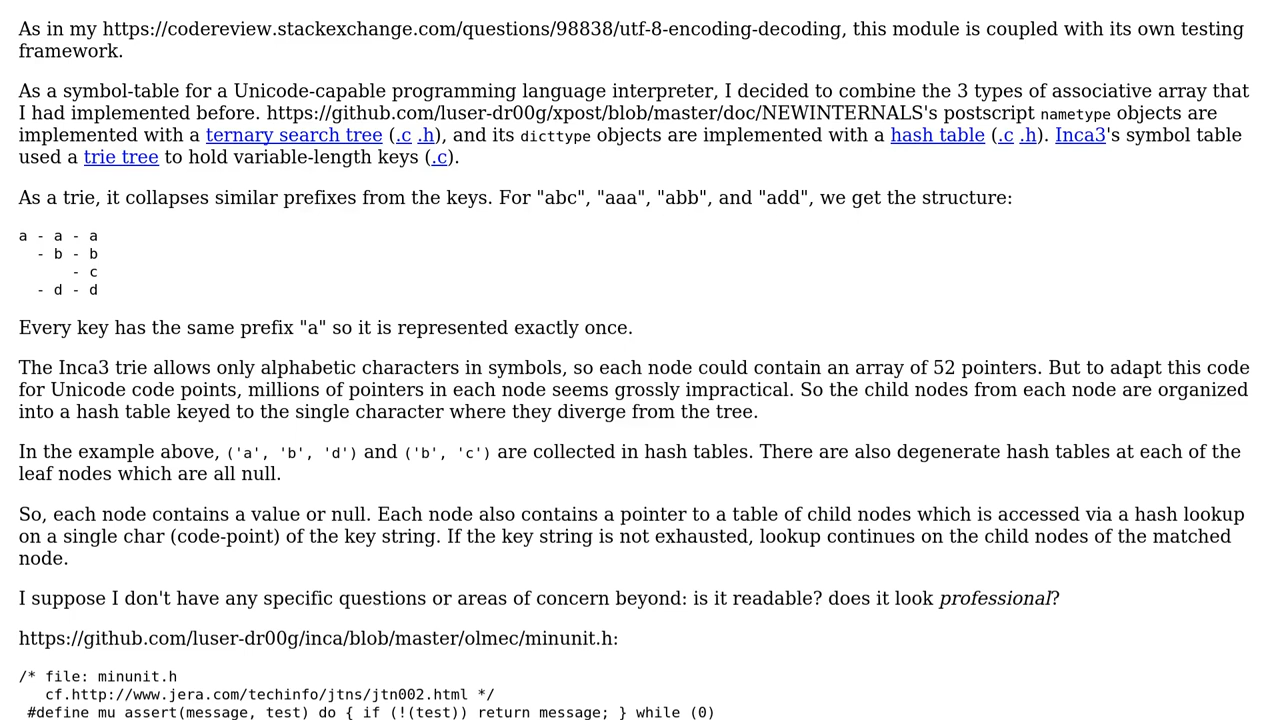 As in my https://codereview.stackexchange.com/questions/98838/utf-8-encoding-decoding, this module is coupled with its own testing
framework.
As a symbol-table for a Unicode-capable programming language interpreter, I decided to combine the 3 types of associative array that
I had implemented before. https://github.com/luser-dr00g/xpost/blob/master/doc/NEWINTERNALS's postscript nametype objects are
implemented with a ternary search tree (.c .h), and its dicttype objects are implemented with a hash table (.c .h). Inca3's symbol table
used a trie tree to hold variable-length keys (.c).
As a trie, it collapses similar prefixes from the keys. For "abc", "aaa", "abb", and "add", we get the structure:
a - a - a
  - b - b
      - c
  - d - d
Every key has the same prefix "a" so it is represented exactly once.
The Inca3 trie allows only alphabetic characters in symbols, so each node could contain an array of 52 pointers. But to adapt this code
for Unicode code points, millions of pointers in each node seems grossly impractical. So the child nodes from each node are organized
into a hash table keyed to the single character where they diverge from the tree.
In the example above, ('a', 'b', 'd') and ('b', 'c') are collected in hash tables. There are also degenerate hash tables at each of the
leaf nodes which are all null.
So, each node contains a value or null. Each node also contains a pointer to a table of child nodes which is accessed via a hash lookup
on a single char (code-point) of the key string. If the key string is not exhausted, lookup continues on the child nodes of the matched
node.
I suppose I don't have any specific questions or areas of concern beyond: is it readable? does it look professional?
https://github.com/luser-dr00g/inca/blob/master/olmec/minunit.h:
/* file: minunit.h
   cf.http://www.jera.com/techinfo/jtns/jtn002.html */
 #define mu_assert(message, test) do { if (!(test)) return message; } while (0)